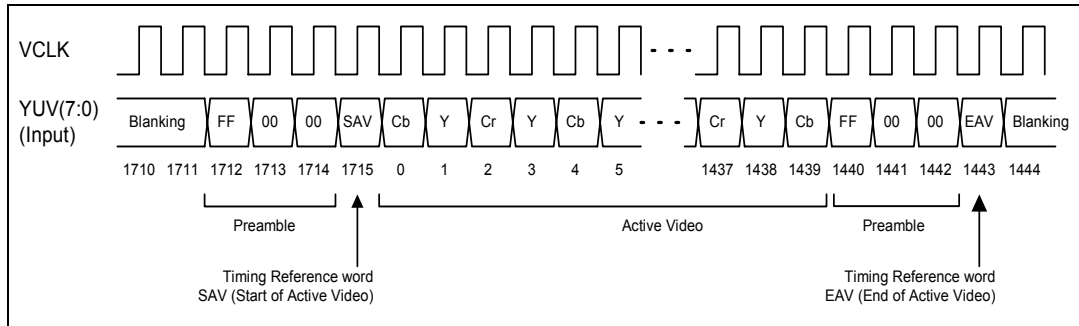 VCLK
YUV(7:0)
(Input)
Blanking FF 00 00 SAV Cb Y Cr Y Cb Y Cr Y Cb FF 00 00 EAV Blanking
1710 1711 1712 1713 1714 1715 0 1 2 3 4 5 1437 1438 1439 1440 1441 1442 1443 1444
Preamble Active Video Preamble
Timing Reference word
SAV (Start of Active Video)
Timing Reference word
EAV (End of Active Video)